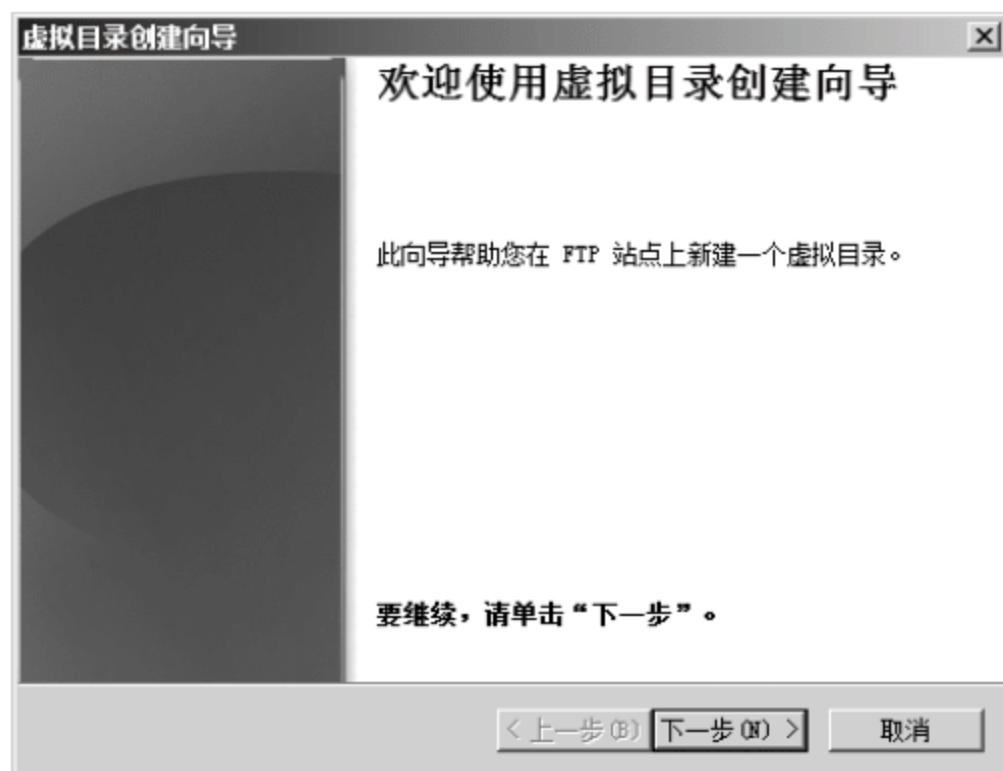 虚拟目录创建向导
欢迎使用虚拟目录创建向导
此向导帮助您在 FTP 站点上新建一个虚拟目录。
要继续，请单击“下一步”。
< 上一步(B) 下一步(N) > 取消